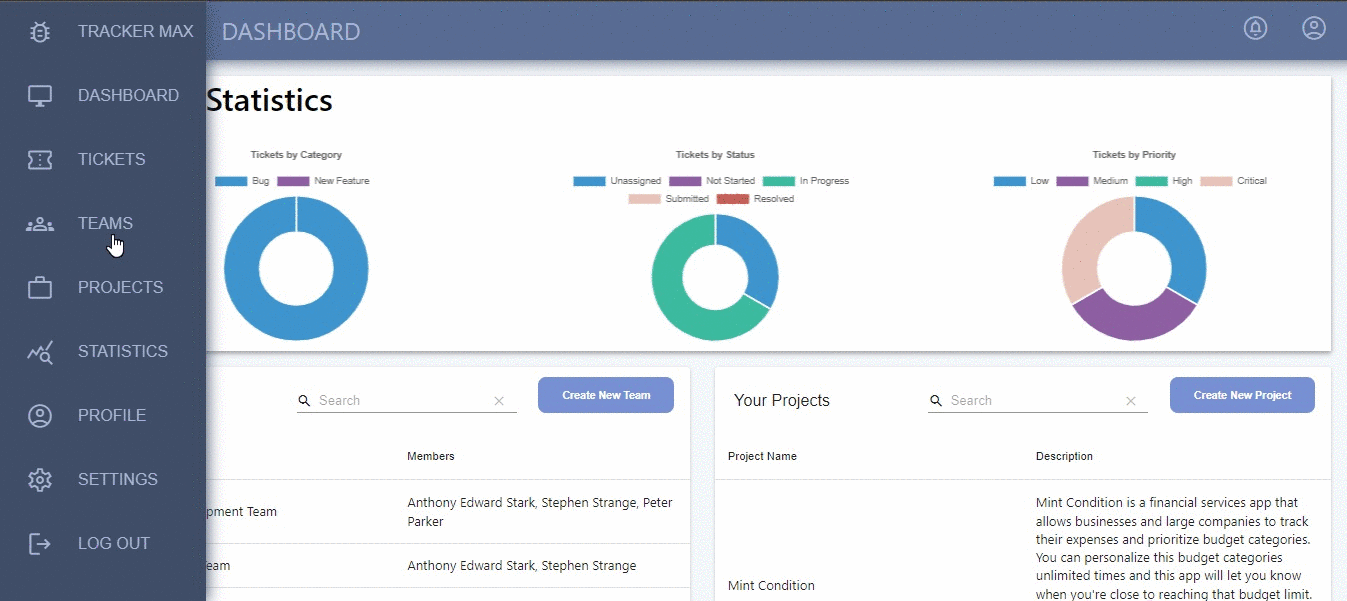 TRACKER MAX
DASHBOARD
TICKETS
TEAMS
PROJECTS
STATISTICS
PROFILE
SETTINGS
LOG OUT
DASHBOARD
Statistics
Tickets by Category
Bug New Feature
Tickets by Status
Unassigned Not Started In Progress
Submitted Resolved
Tickets by Priority
Low Medium High Critical
Search
Create New Team
Members
pment Team
Anthony Edward Stark, Stephen Strange, Peter
Parker
eam
Anthony Edward Stark, Stephen Strange
Your Projects
Search
Create New Project
Project Name
Description
Mint Condition
Mint Condition is a financial services app that
allows businesses and large companies to track
their expenses and prioritize budget categories.
You can personalize this budget categories
unlimited times and this app will let you know
when you're close to reaching that budget limit.